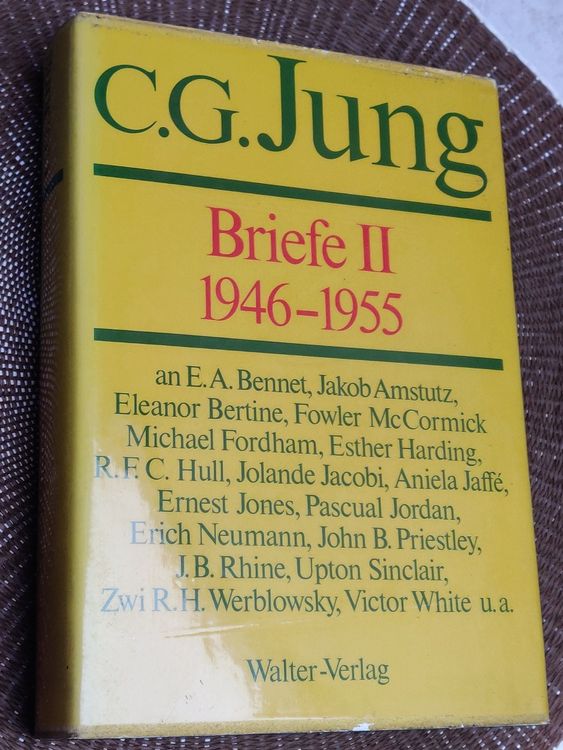 C.G. Jung
Briefe II
1946–1955
an E. A. Bennet, Jakob Amstutz,
Eleanor Bertine, Fowler McCormick
Michael Fordham, Esther Harding,
R. F. C. Hull, Jolande Jacobi, Aniela Jaffé,
Ernest Jones, Pascual Jordan,
Erich Neumann, John B. Priestley,
J. B. Rhine, Upton Sinclair,
Zwi R. H. Werblowsky, Victor White u. a.
Walter-Verlag